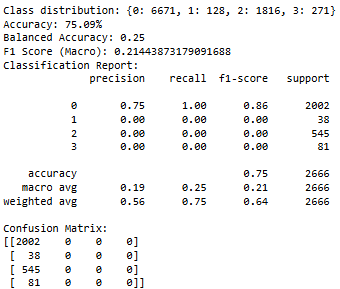 Class distribution: {0: 6671, 1: 128, 2: 1816, 3: 271}
Accuracy: 75.09%
Balanced Accuracy: 0.25
F1 Score (Macro): 0.21443873179091688
Classification Report:
precision recall f1-score support
0 0.75 1.00 0.86 2002
1 0.00 0.00 0.00 38
2 0.00 0.00 0.00 545
3 0.00 0.00 0.00 81
accuracy 0.75 2666
macro avg 0.19 0.25 0.21 2666
weighted avg 0.56 0.75 0.64 2666
Confusion Matrix:
[[2002 0 0 0]
[ 38 0 0 0]
[ 545 0 0 0]
[ 81 0 0 0]]